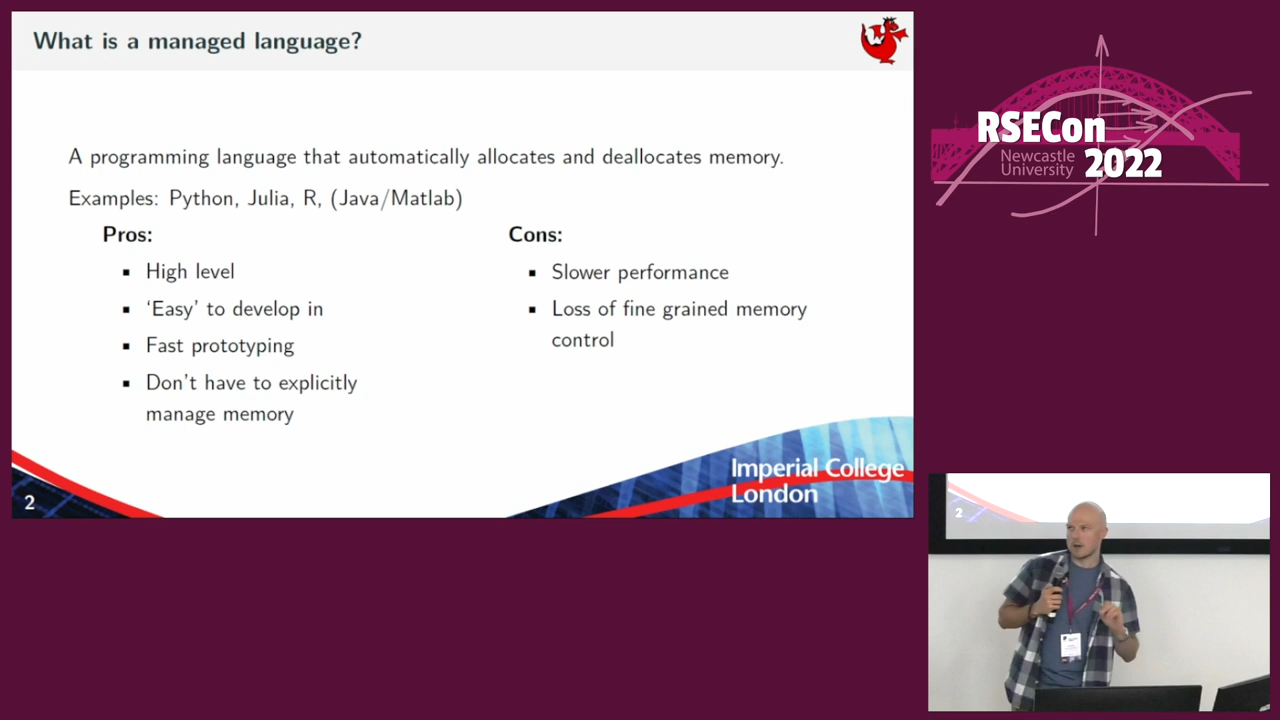 What is a managed language?
A programming language that automatically allocates and deallocates memory.
Examples: Python, Julia, R, (Java/Matlab)
Pros:
▪ High level
▪ ‘Easy’ to develop in
▪ Fast prototyping
▪ Don’t have to explicitly
manage memory
Cons:
▪ Slower performance
▪ Loss of fine grained memory
control
Imperial College
London
2
RSECon
Newcastle
University
2022
2